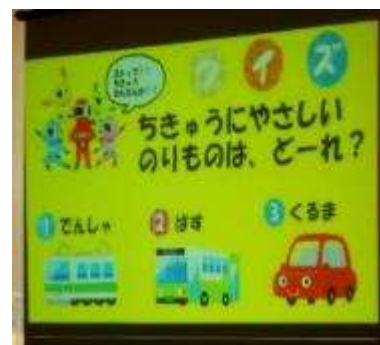 クイズ
ちきゅうにやさしい
のりものは、どーれ？
1 でんしゃ
2 ばす
3 くるま